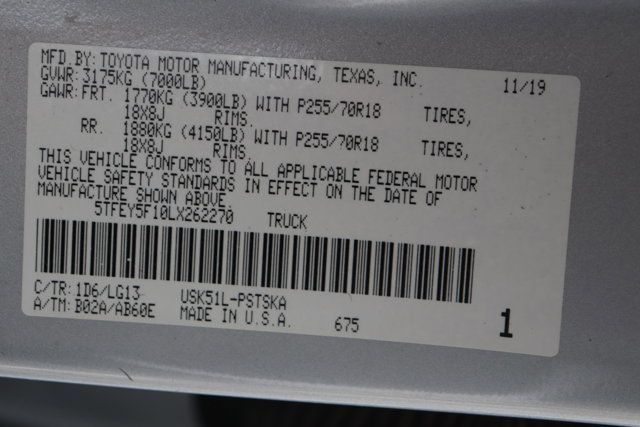 MFD.BY:TOYOTA MOTOR MANUFACTURING, TEXAS, INC. 11/19
GVWR:3175KG (7000LB)
GAWR:FRT. 1770KG (3900LB) WITH P255/70R18 TIRES,
18X8J RIMS.
RR. 1880KG (4150LB) WITH P255/70R18 TIRES,
18X8J RIMS,
THIS VEHICLE CONFORMS TO ALL APPLICABLE FEDERAL MOTOR
VEHICLE SAFETY STANDARDS IN EFFECT ON THE DATE OF
MANUFACTURE SHOWN ABOVE.
5TFEY5F10LX262270 TRUCK
C/TR:1D6/LG13 USK51L-PSTSKA
A/TM:B02A/AB60E MADE IN U.S.A. 675 1